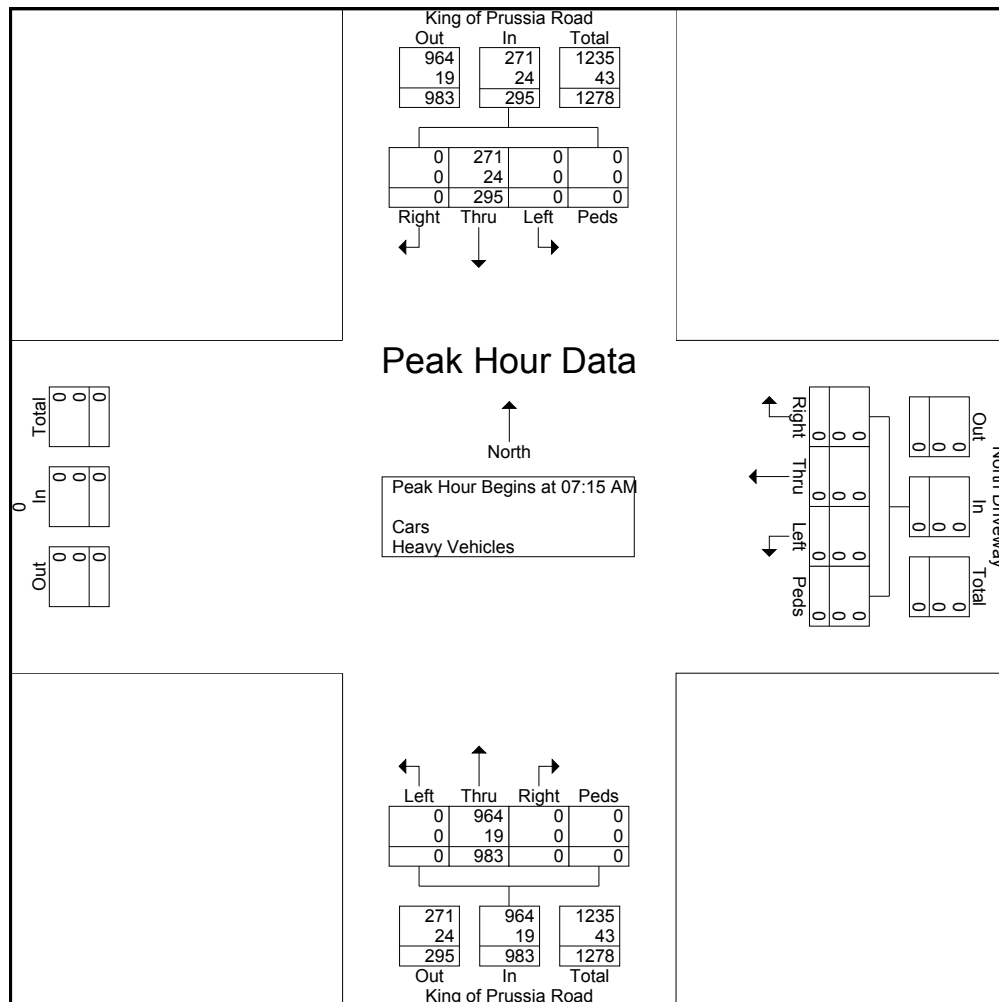 King of Prussia Road
Out In Total
964 271 1235
19 24 43
983 295 1278
0 271 0 0
0 24 0 0
0 295 0 0
Right Thru Left Peds
Peak Hour Data
North
Peak Hour Begins at 07:15 AM
Cars
Heavy Vehicles
Total
0 0 0
In
0 0 0
Out
0 0 0
0
Right Thru Left Peds
0 0 0 0
0 0 0 0
0 0 0 0
Out In Total
0 0 0
0 0 0
0 0 0
North Driveway
Left Thru Right Peds
0 964 0 0
0 19 0 0
0 983 0 0
271 964 1235
24 19 43
295 983 1278
Out In Total
King of Prussia Road